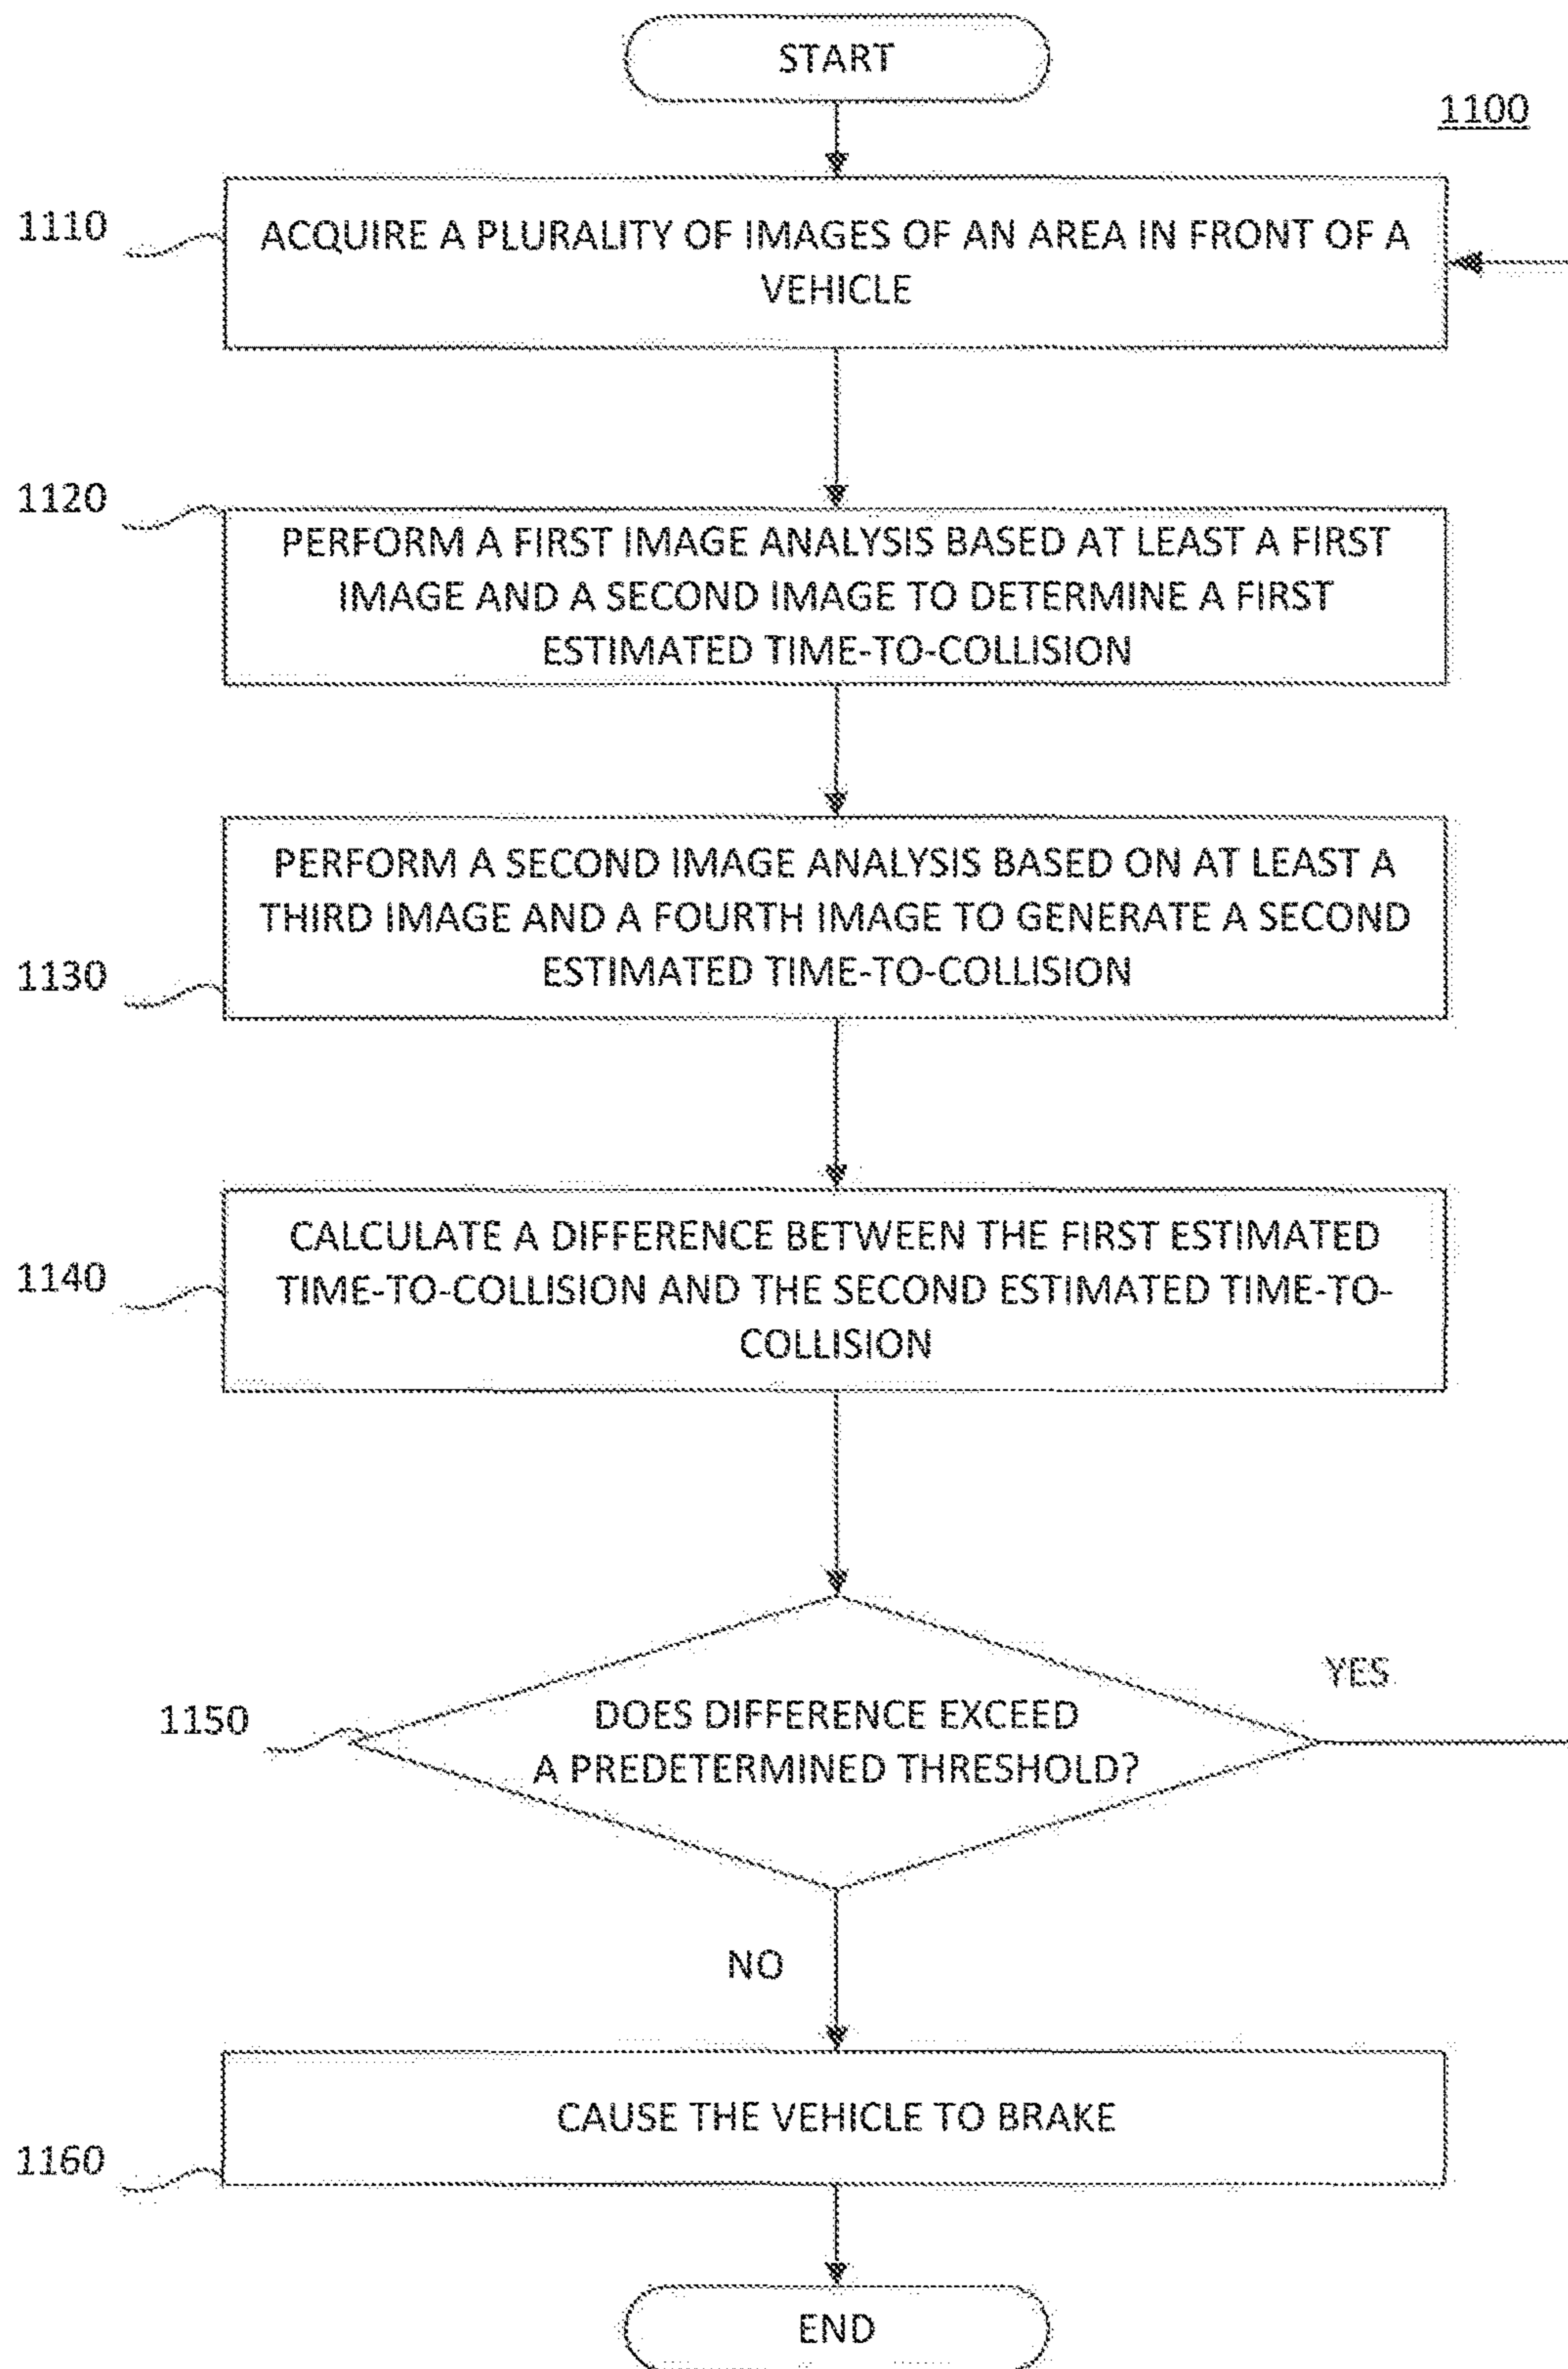 START
1100
1110
ACQUIRE A PLURALITY OF IMAGES OF AN AREA IN FRONT OF A
VEHICLE
1120
PERFORM A FIRST IMAGE ANALYSIS BASED AT LEAST A FIRST
IMAGE AND A SECOND IMAGE TO DETERMINE A FIRST
ESTIMATED TIME-TO-COLLISION
PERFORM A SECOND IMAGE ANALYSIS BASED ON AT LEAST A
THIRD IMAGE AND A FOURTH IMAGE TO GENERATE A SECOND
ESTIMATED TIME-TO-COLLISION
1130
CALCULATE A DIFFERENCE BETWEEN THE FIRST ESTIMATED
1140
TIME-TO-COLLISION AND THE SECOND ESTIMATED TIME-TO-
COLLISION
YES
1150
DOES DIFFERENCE EXCEED
A PREDETERMINED THRESHOLD?
NO
CAUSE THE VEHICLE TO BRAKE
1160
END